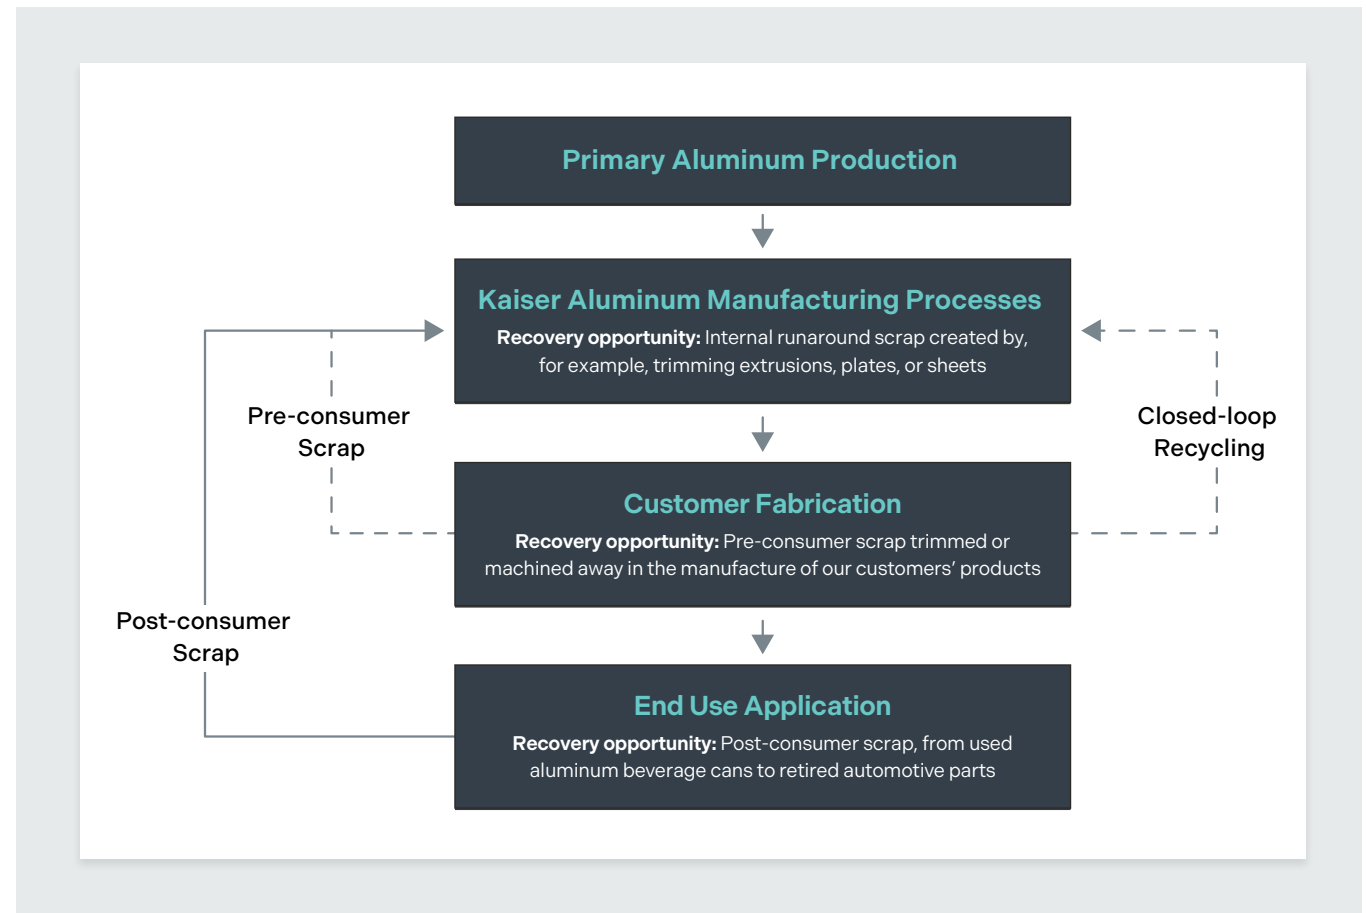 Primary Aluminum Production
Kaiser Aluminum Manufacturing Processes
Recovery opportunity: Internal runaround scrap created by,
for example, trimming extrusions, plates, or sheets
Pre-consumer
Scrap
Closed-loop
Recycling
Customer Fabrication
Recovery opportunity: Pre-consumer scrap trimmed or
machined away in the manufacture of our customers’ products
Post-consumer
Scrap
End Use Application
Recovery opportunity: Post-consumer scrap, from used
aluminum beverage cans to retired automotive parts